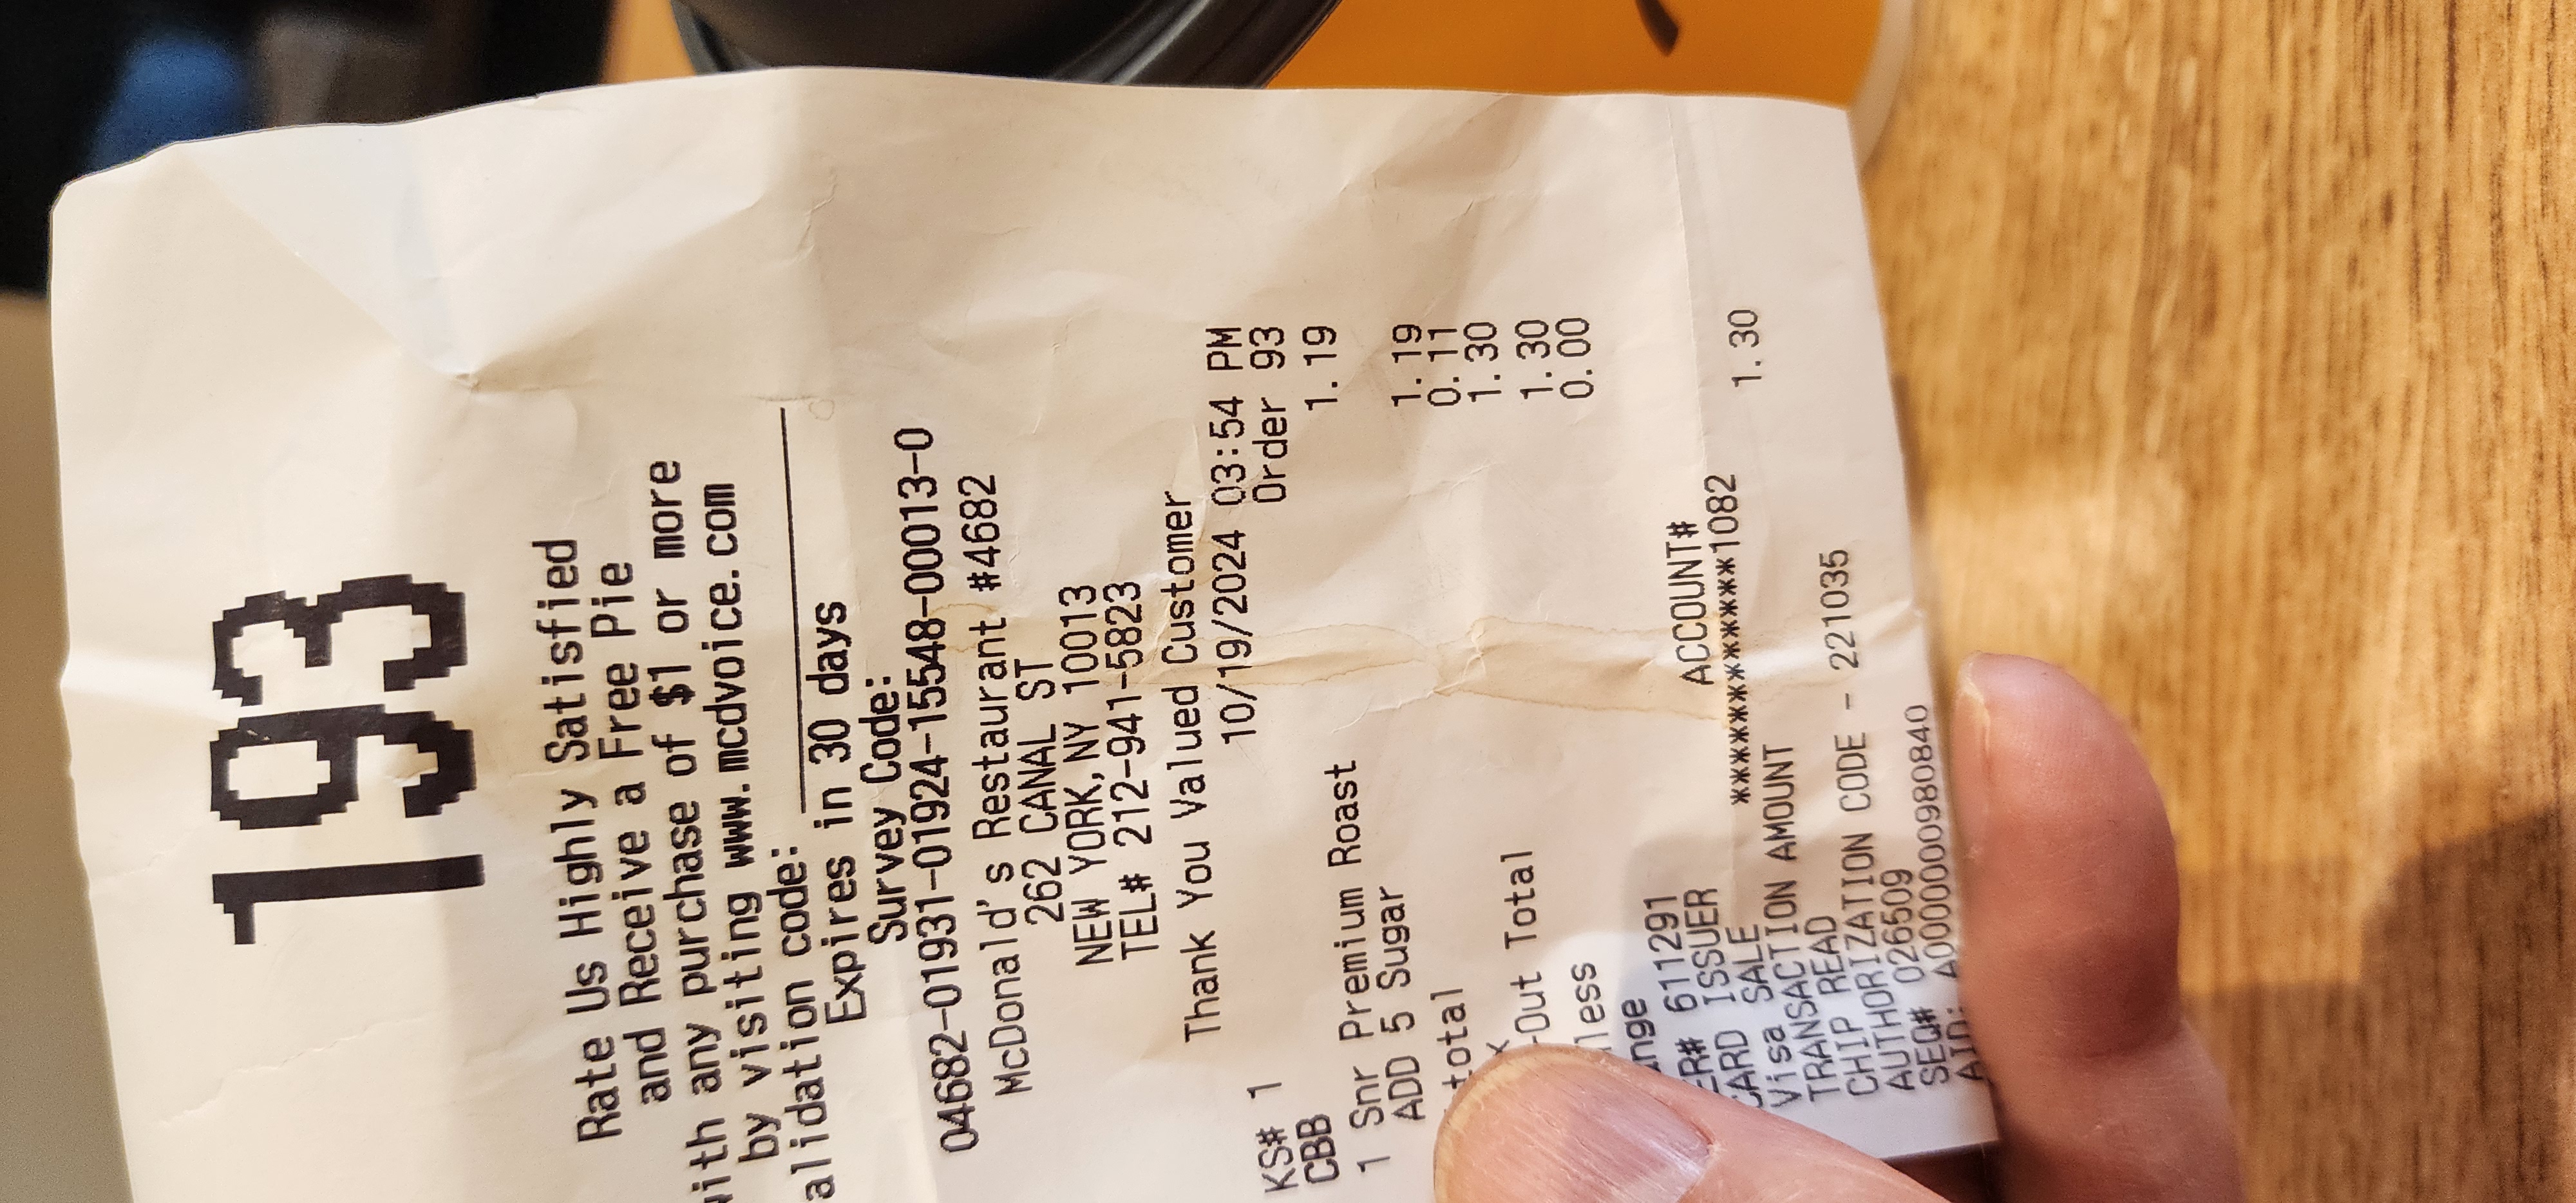 193
Rate Us Highly Satisfied
and Receive a Free Pie
with any purchase of $1 or more
by visiting www.mcdvoice.com
alidation code:
Expires in 30 days
Survey Code:
04682-01931-01924-15548-00013-0
McDonald's Restaurant #4682
262 CANAL ST
NEW YORK,NY 10013
TEL# 212-941-5823
Thank You Valued Customer
KS# 1 10/19/2024 03:54 PM
CBB Order 93
1 Snr Premium Roast 1.19
ADD 5 Sugar
total 1.19
x 0.11
-Out Total 1.30
less 1.30
nge 0.00
ER# 611291
CARD ISSUER ACCOUNT#
Visa SALE ************1082
TRANSACTION AMOUNT 1.30
CHIP READ
AUTHORIZATION CODE - 221035
SEQ# 026509
AID: A0000000980840